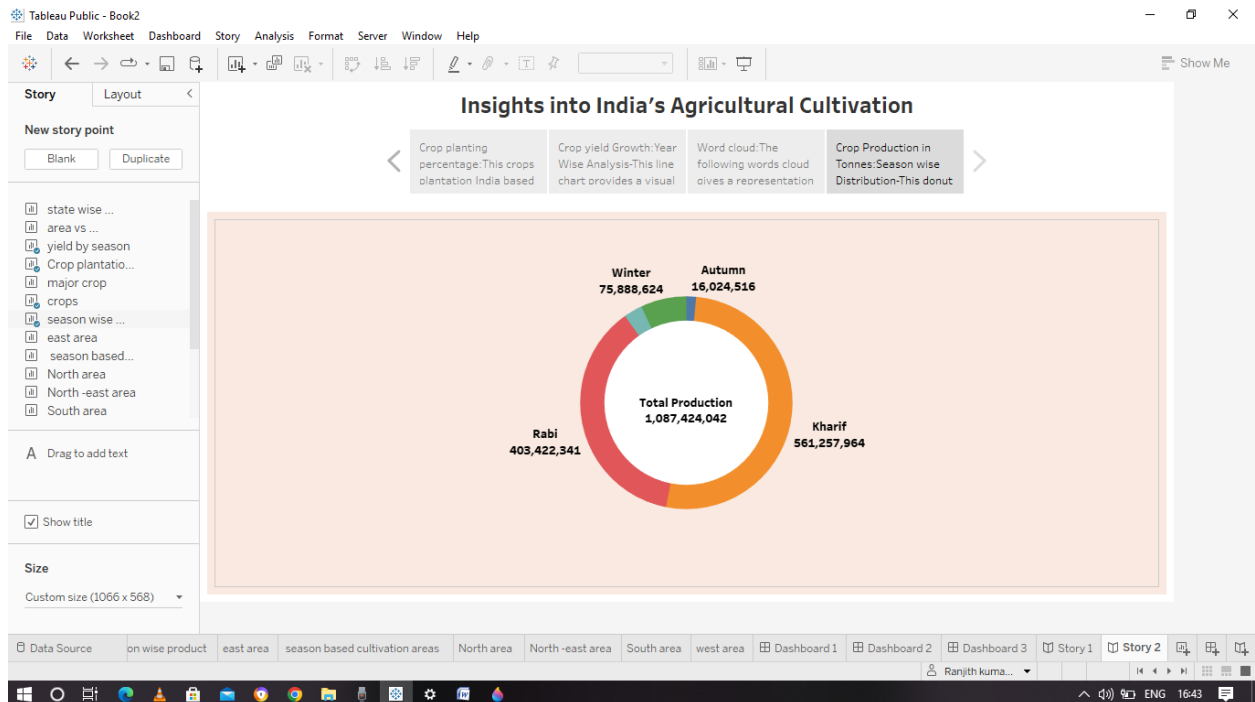 Tableau Public - Book2
File Data Worksheet Dashboard Story Analysis Format Server Window Help
Show Me
Story Layout
New story point
Blank Duplicate
state wise ...
area vs ...
yield by season
Crop plantatio...
major crop
crops
season wise ...
east area
season based...
North area
North -east area
South area
A Drag to add text
Show title
Size
Custom size (1066 x 568)
Insights into India's Agricultural Cultivation
Crop planting
percentage:This crops
plantation India based
Crop yield Growth:Year
Wise Analysis-This line
chart provides a visual
Word cloud:The
following words cloud
gives a representation
Crop Production in
Tonnes:Season wise
Distribution-This donut
Winter
75,888,624
Autumn
16,024,516
Total Production
1,087,424,042
Kharif
561,257,964
Rabi
403,422,341
Data Source on wise product east area season based cultivation areas North area North -east area South area west area Dashboard 1 Dashboard 2 Dashboard 3 Story 1 Story 2
Ranjith kuma...
ENG 16:43